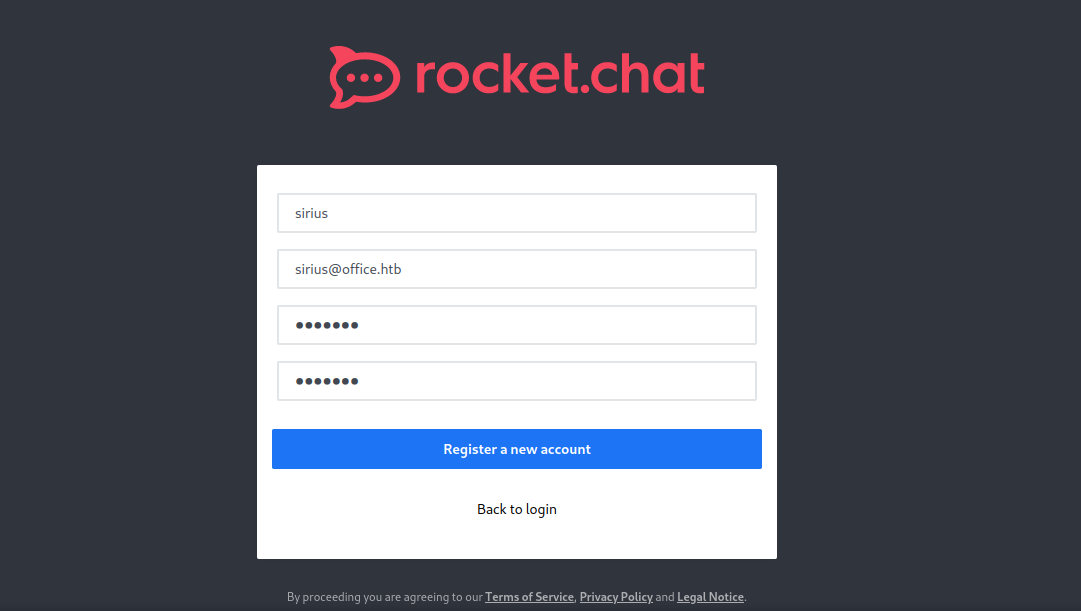 rocket.chat
sirius
sirius@office.htb
•••••••
•••••••
Register a new account
Back to login
By proceeding you are agreeing to our Terms of Service, Privacy Policy and Legal Notice.